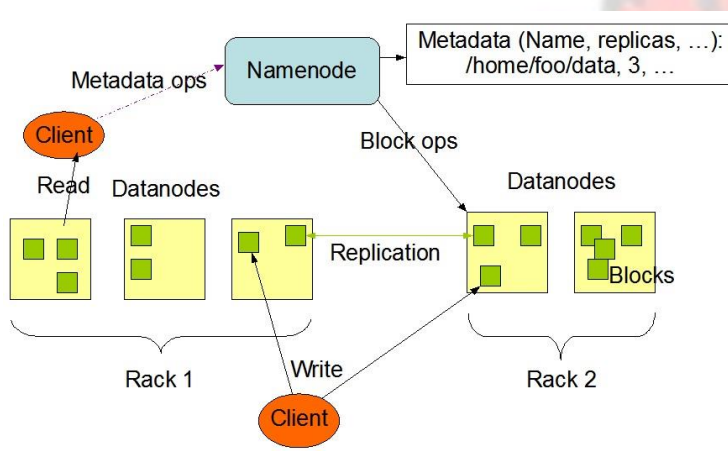 Metadata (Name, replicas, …):
/home/foo/data, 3, …
Namenode
Metadata ops
Client
Block ops
Read
Datanodes
Datanodes
Replication
Blocks
Rack 1
Write
Rack 2
Client